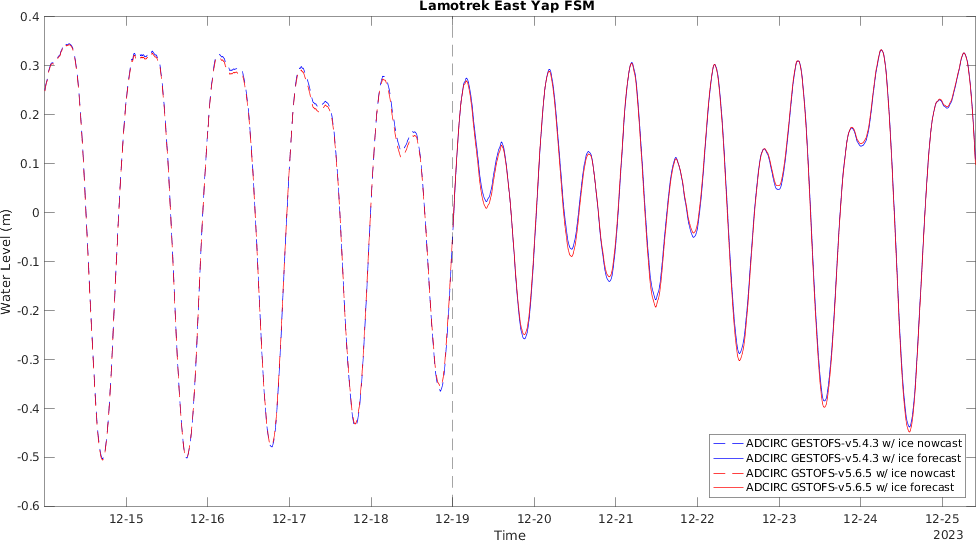 Lamotrek East Yap FSM
0.4
0.3
0.2
0.1
0
-0.1
-0.2
-0.3
-0.4
-0.5
-0.6
Water Level (m)
ADCIRC GESTOFS-v5.4.3 w/ ice nowcast
ADCIRC GESTOFS-v5.4.3 w/ ice forecast
ADCIRC GSTOFS-v5.6.5 w/ ice nowcast
ADCIRC GSTOFS-v5.6.5 w/ ice forecast
12-15 12-16 12-17 12-18 12-19 12-20 12-21 12-22 12-23 12-24 12-25
2023
Time